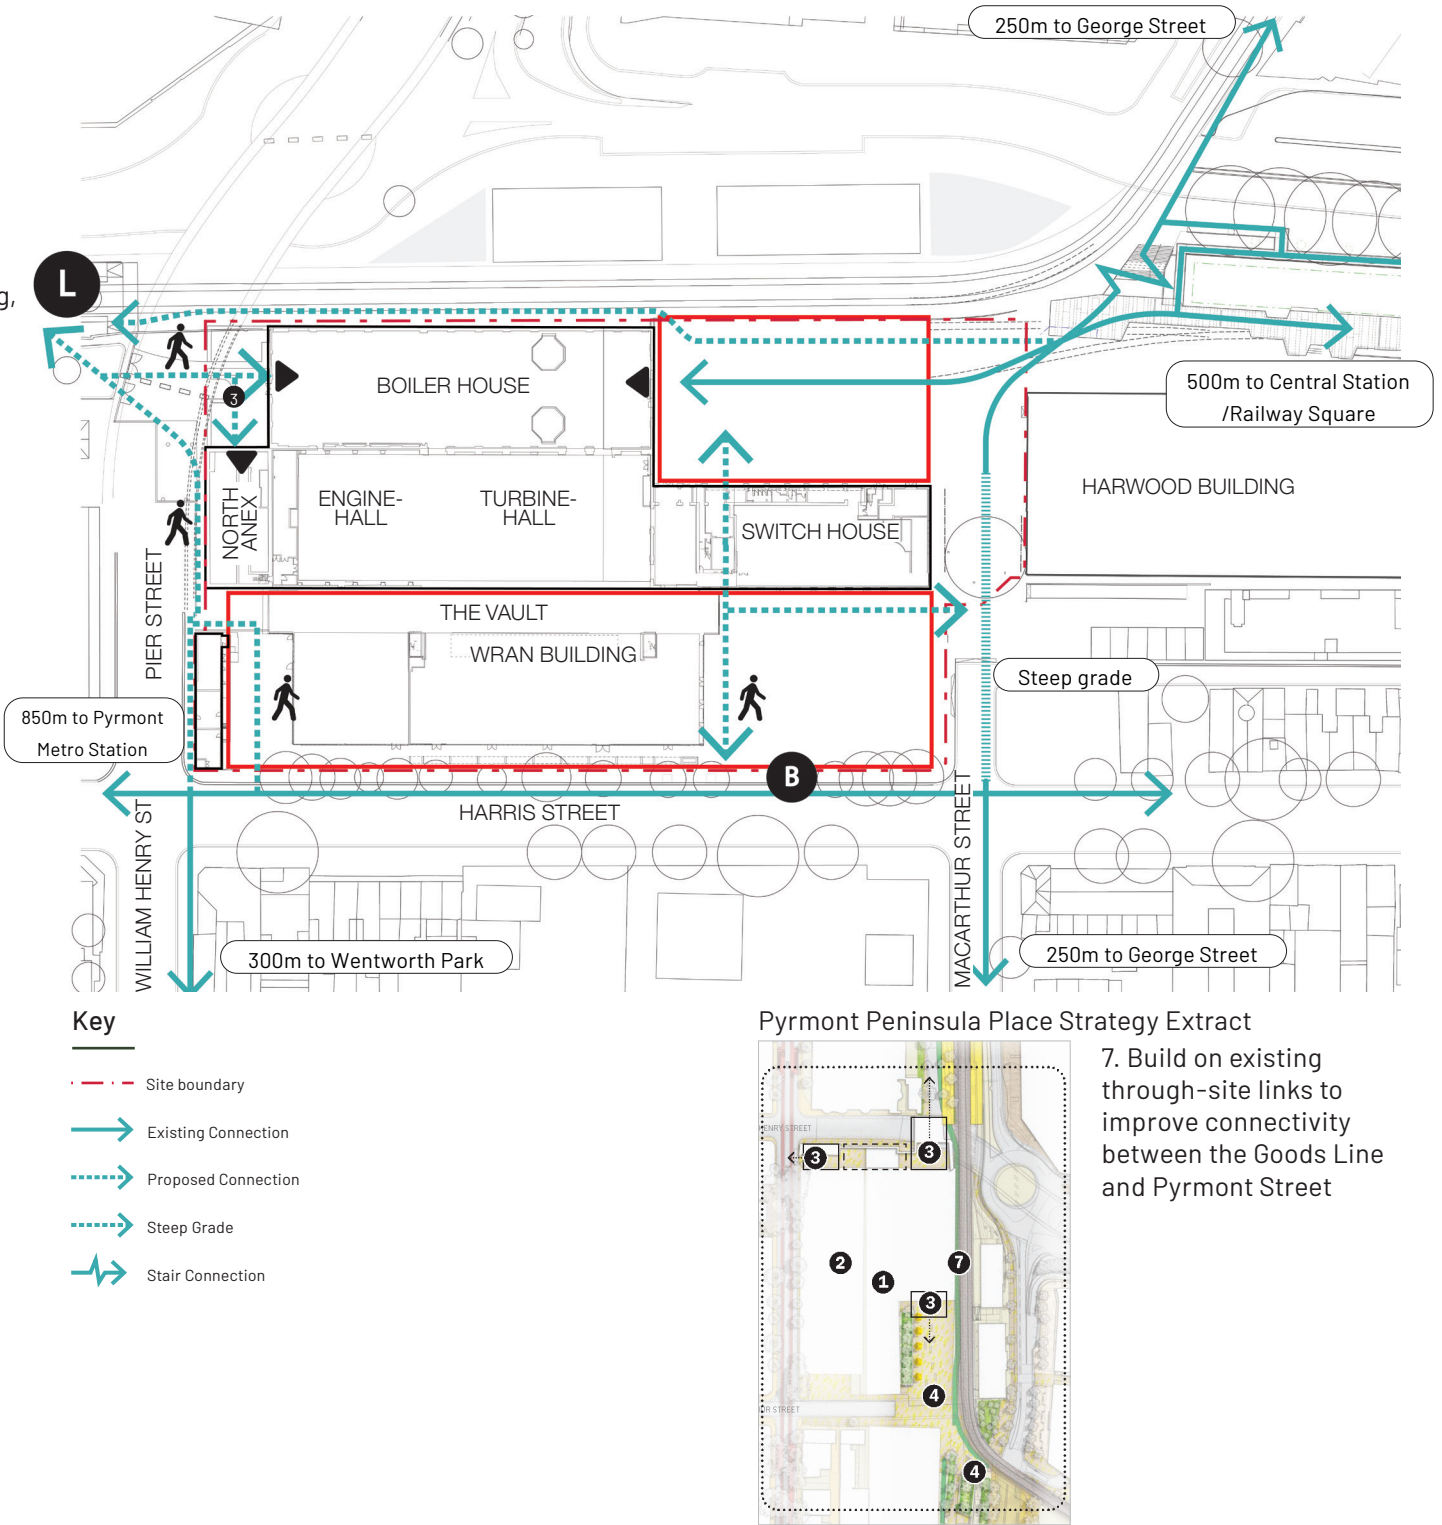 250m to George Street
g,
L
500m to Central Station
/Railway Square
BOILER HOUSE
3
HARWOOD BUILDING
NORTH
ANEX
ENGINE-
HALL
TURBINE-
HALL
SWITCH HOUSE
PIER STREET
THE VAULT
WRAN BUILDING
Steep grade
850m to Pyrmont
Metro Station
B
HARRIS STREET
WILLIAM HENRY ST
MACARTHUR STREET
300m to Wentworth Park
250m to George Street
Key
Site boundary
Existing Connection
Proposed Connection
Steep Grade
Stair Connection
Pyrmont Peninsula Place Strategy Extract
7. Build on existing
through-site links to
improve connectivity
between the Goods Line
and Pyrmont Street
HENRY STREET
3
3
2
1
7
3
4
UR STREET
4